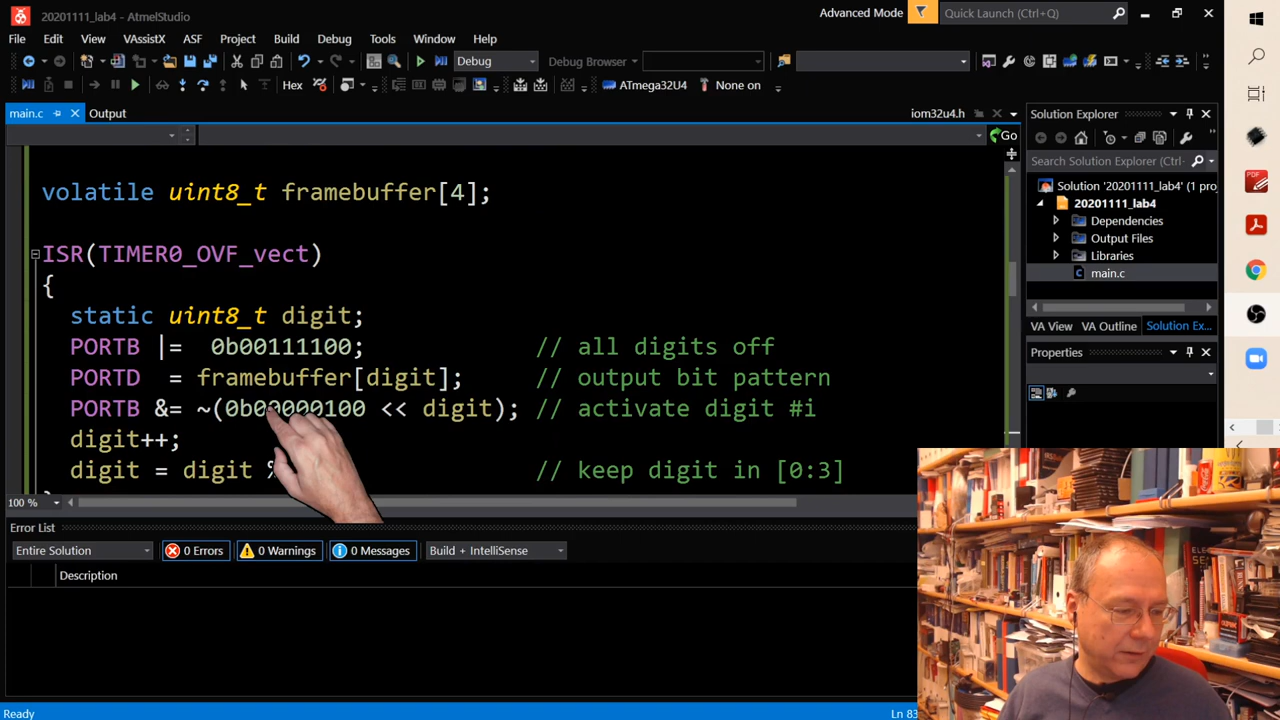 20201111_lab4 - AtmelStudio
Advanced Mode
Quick Launch (Ctrl+Q)
File Edit View VAssistX ASF Project Build Debug Tools Window Help
Debug
Debug Browser
Hex
ATmega32U4
None on
main.c
Output
iom32u4.h
Go
volatile uint8_t framebuffer[4];
ISR(TIMER0_OVF_vect)
{
static uint8_t digit;
PORTB |= 0b00111100; // all digits off
PORTD = framebuffer[digit]; // output bit pattern
PORTB &= ~(0b00000100 << digit); // activate digit #i
digit++;
digit = digit // keep digit in [0:3]
100 %
Error List
Entire Solution
0 Errors
0 Warnings
0 Messages
Build + IntelliSense
Description
Ready
Ln 83
Solution Explorer
Search Solution Explorer (Ctrl+
Solution '20201111_lab4' (1 proj
20201111_lab4
Dependencies
Output Files
Libraries
main.c
VA View
VA Outline
Solution Ex...
Properties
PDF